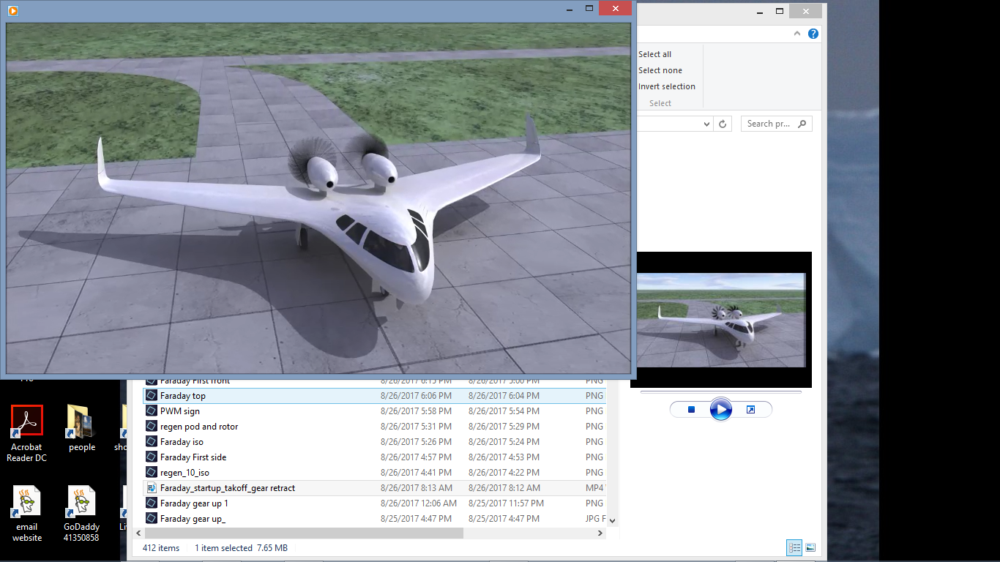 Select all
Select none
Invert selection
Select
Search pr...
Pro
Faraday First front 8/26/2017 6:15 PM 8/26/2017 5:00 PM PNG
Faraday top 8/26/2017 6:06 PM 8/26/2017 6:04 PM PNG
PWM sign 8/26/2017 5:58 PM 8/26/2017 5:54 PM PNG
regen pod and rotor 8/26/2017 5:31 PM 8/26/2017 5:29 PM PNG
Faraday iso 8/26/2017 5:26 PM 8/26/2017 5:24 PM PNG
Faraday First side 8/26/2017 4:57 PM 8/26/2017 4:53 PM PNG
regen_10_iso 8/26/2017 4:41 PM 8/26/2017 4:22 PM PNG
Faraday_startup_takoff_gear retract 8/26/2017 8:13 AM 8/26/2017 8:12 AM MP4
Faraday gear up 1 8/26/2017 12:06 AM 8/25/2017 11:57 PM PNG
Faraday gear up_ 8/25/2017 4:47 PM 8/25/2017 4:47 PM JPG F
412 items 1 item selected 7.65 MB
Acrobat
Reader DC
people
sho
email
website
GoDaddy
41350858
Li